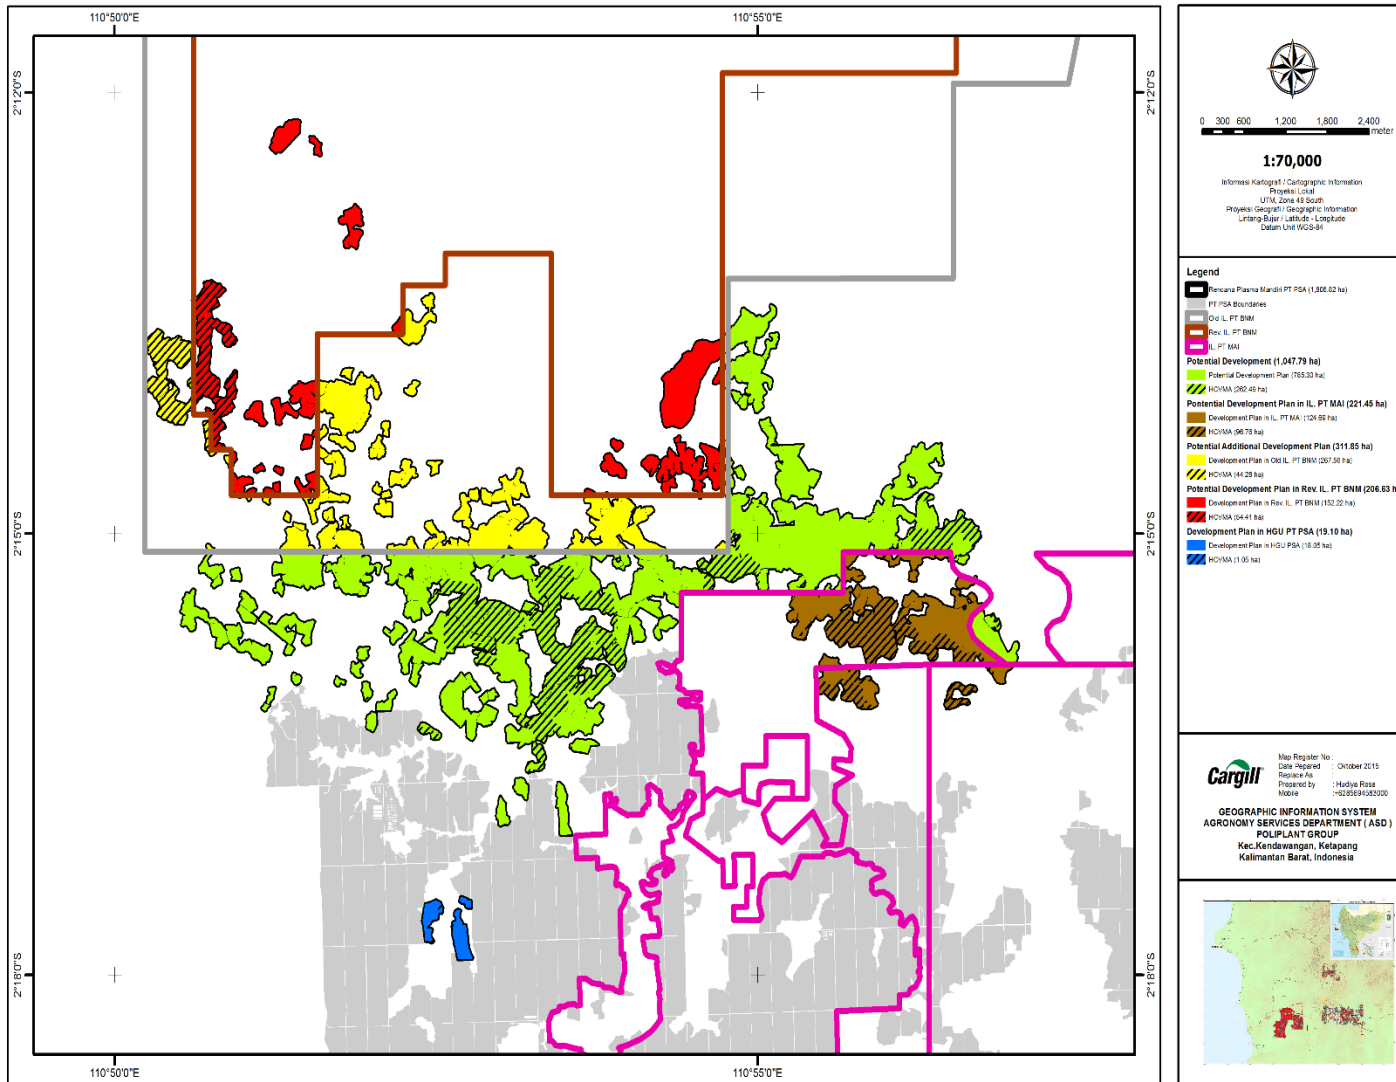 110°50'0"E
110°55'0"E
2°12'0"S
2°12'0"S
2°15'0"S
2°15'0"S
2°18'0"S
2°18'0"S
110°50'0"E
110°55'0"E
0 300 600 1,200 1,800 2,400
meter
1:70,000
Informasi Kartografi / Cartographic Information
Proyeksi Lokal
UTM, Zone 49 South
Proyeksi Geografi / Geographic Information
Lintang-Bujur / Latitude - Longitude
Datum Unit WGS-84
Legend
Rencana Plasma Mandiri PT PSA (1,806.82 ha)
PT PSA Boundaries
Old IL. PT BNM
Rev. IL. PT BNM
IL. PT MAI
Potential Development (1,047.79 ha)
Potential Development Plan (785.30 ha)
HCVMA (262.49 ha)
Pontential Development Plan in IL. PT MAI (221.45 ha)
Development Plan in IL. PT MAI (124.69 ha)
HCVMA (96.78 ha)
Potential Additional Development Plan (311.85 ha)
Development Plan in Old IL. PT BNM (267.56 ha)
HCVMA (44.28 ha)
Potential Development Plan in Rev. IL. PT BNM (206.63 h
Development Plan in Rev. IL. PT BNM (152.22 ha)
HCVMA (54.41 ha)
Development Plan in HGU PT PSA (19.10 ha)
Development Plan in HGU PSA (18.05 ha)
HCVMA (1.05 ha)
Cargill
Map Register No :
Date Pepared : Oktober 2015
Replace As :
Prepared by : Hudiya Rasa
Mobile : +6285694583000
GEOGRAPHIC INFORMATION SYSTEM
AGRONOMY SERVICES DEPARTMENT ( ASD )
POLIPLANT GROUP
Kec.Kendawangan, Ketapang
Kalimantan Barat, Indonesia